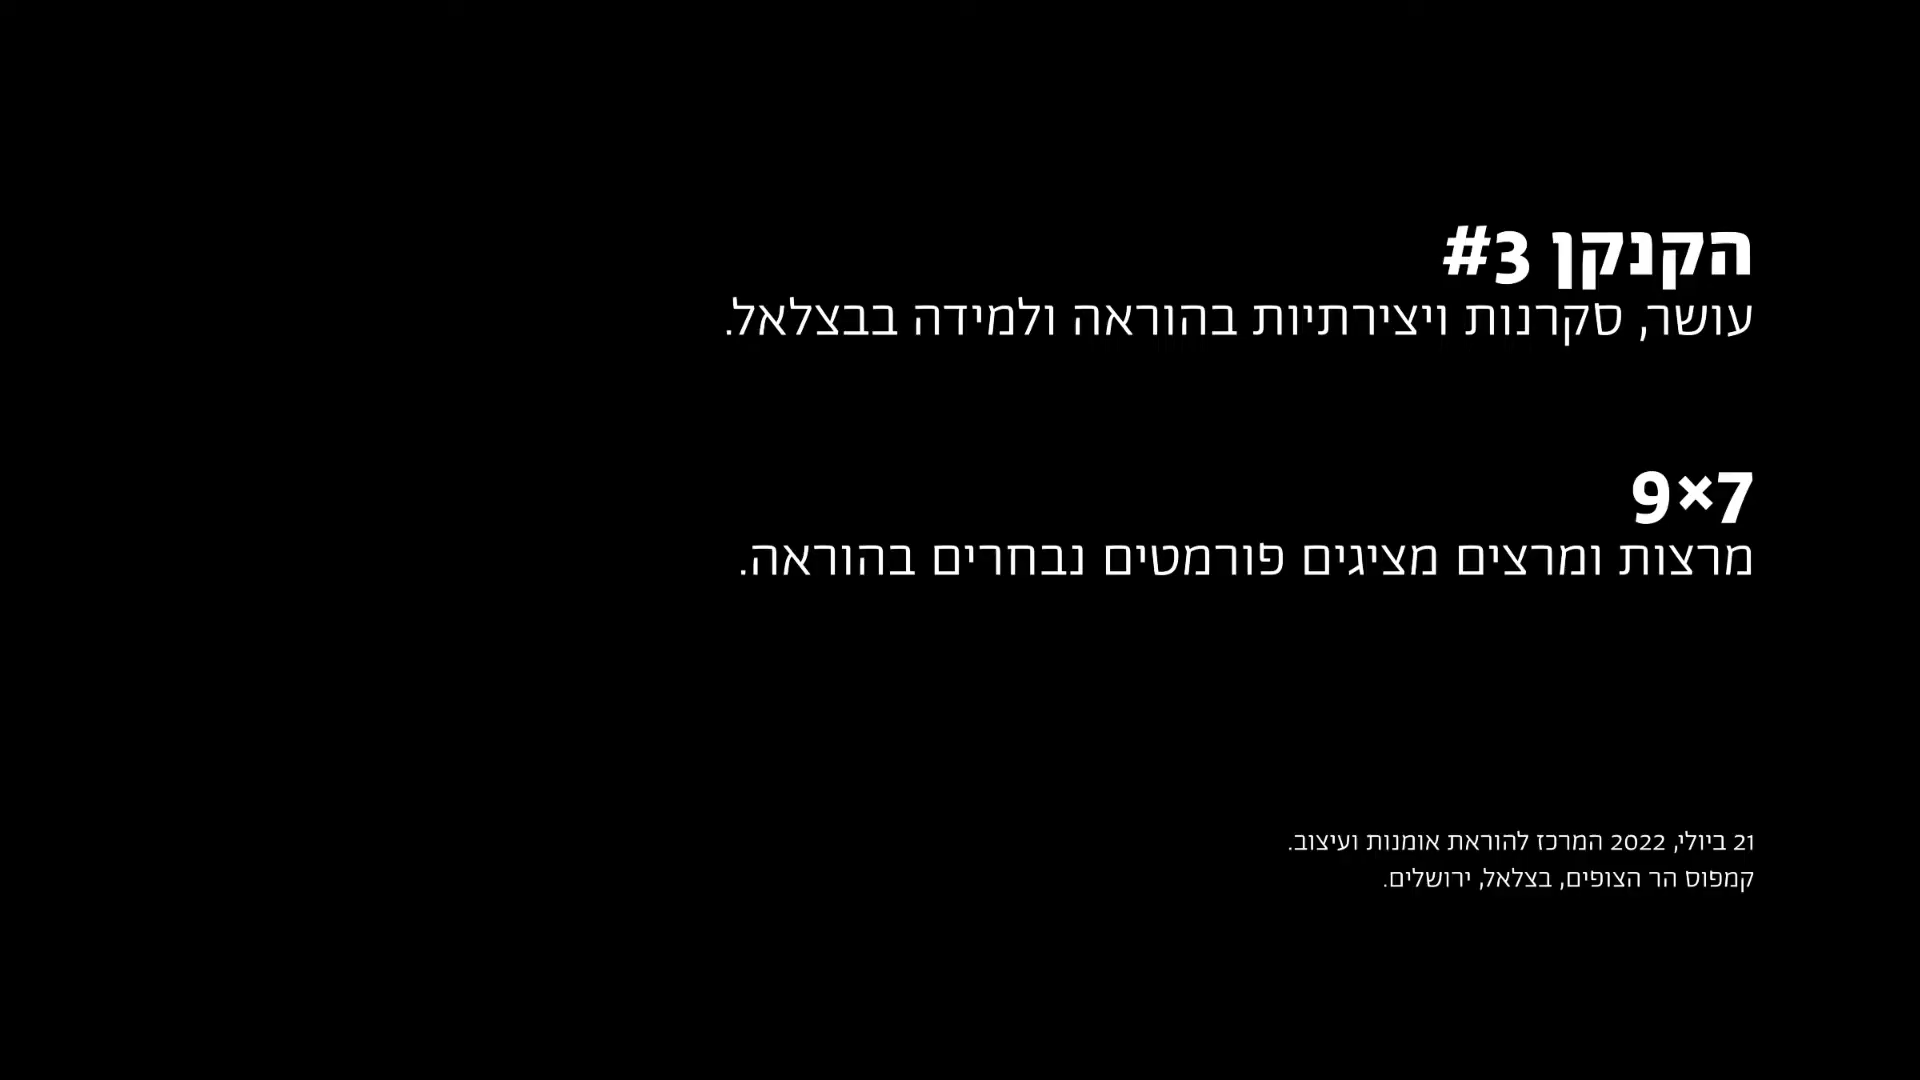 הקנקן 3#
עושר, סקרנות ויצירתיות בהוראה ולמידה בבצלאל.
7×9
מרצות ומרצים מציגים פורמטים נבחרים בהוראה.
21 ביולי, 2022 המרכז להוראת אומנות ועיצוב.
קמפוס הר הצופים, בצלאל, ירושלים.